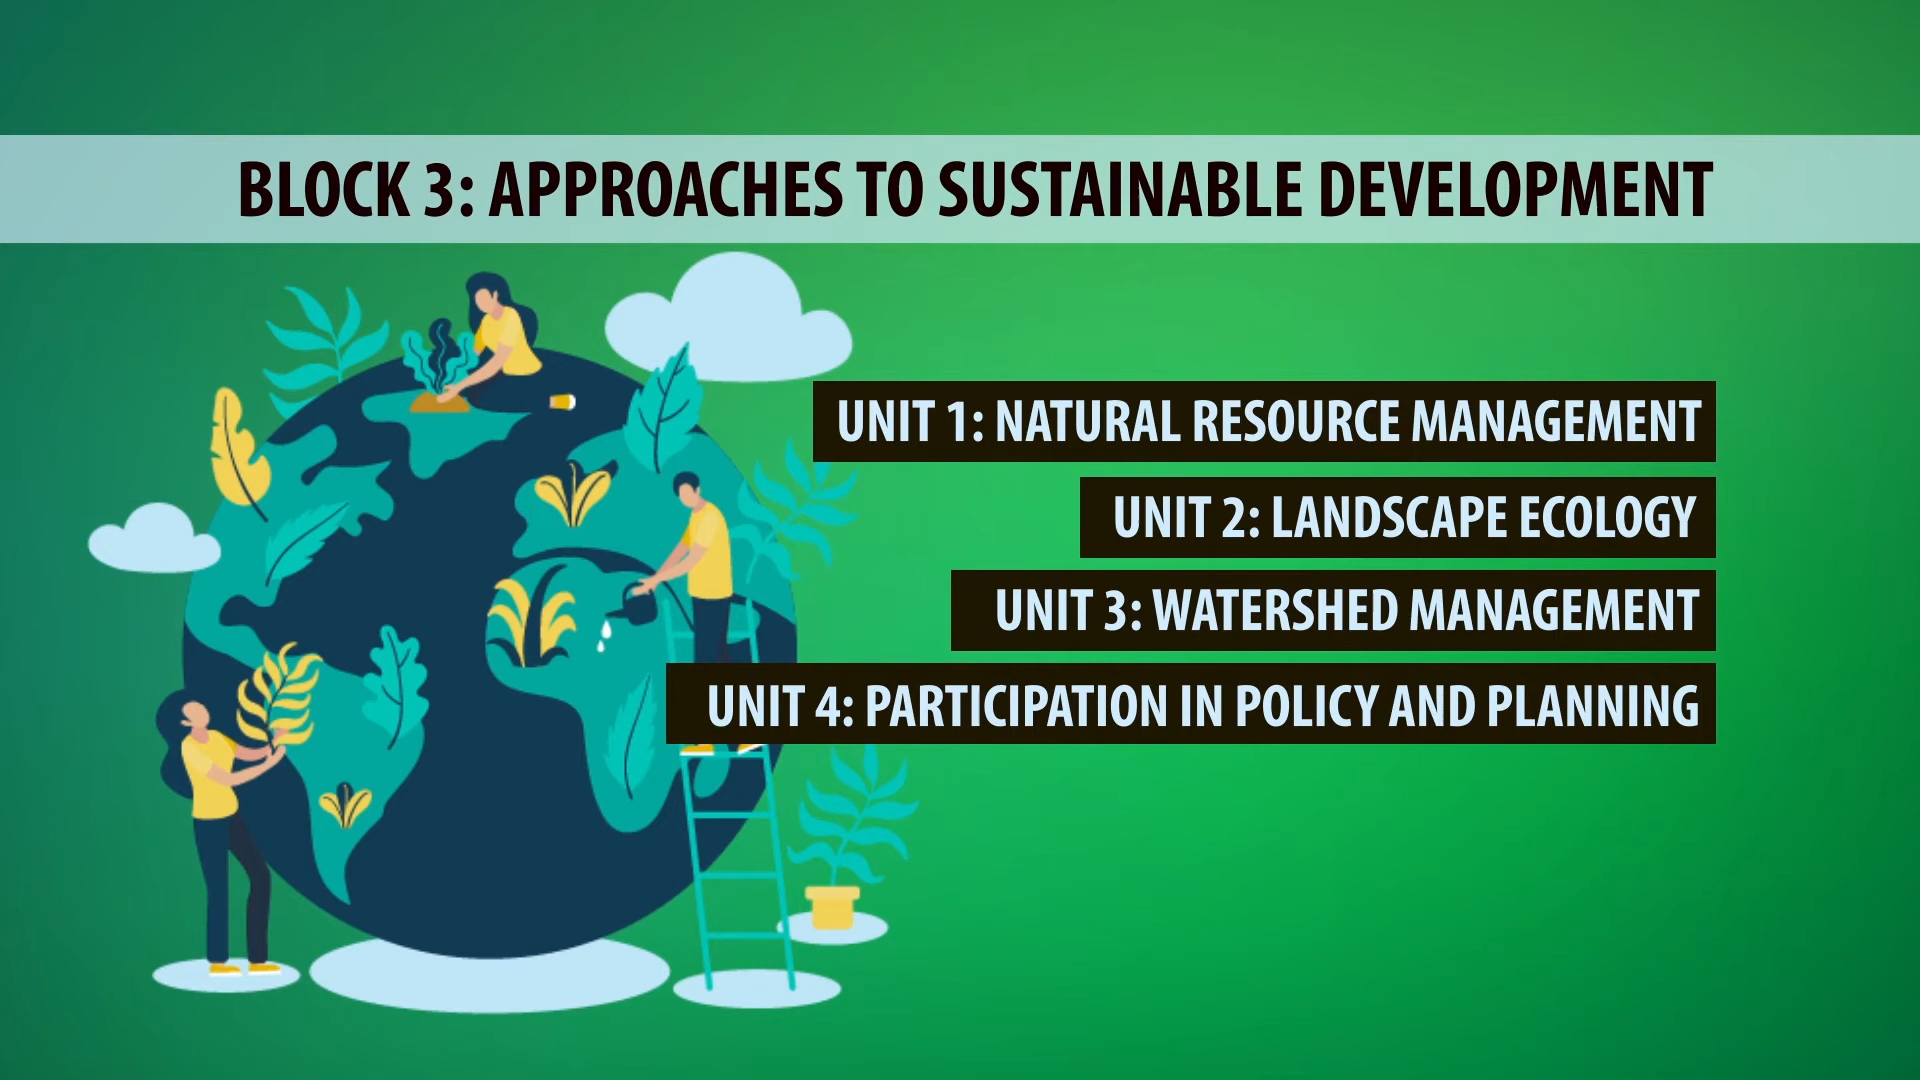 BLOCK 3: APPROACHES TO SUSTAINABLE DEVELOPMENT
UNIT 1: NATURAL RESOURCE MANAGEMENT
UNIT 2: LANDSCAPE ECOLOGY
UNIT 3: WATERSHED MANAGEMENT
UNIT 4: PARTICIPATION IN POLICY AND PLANNING